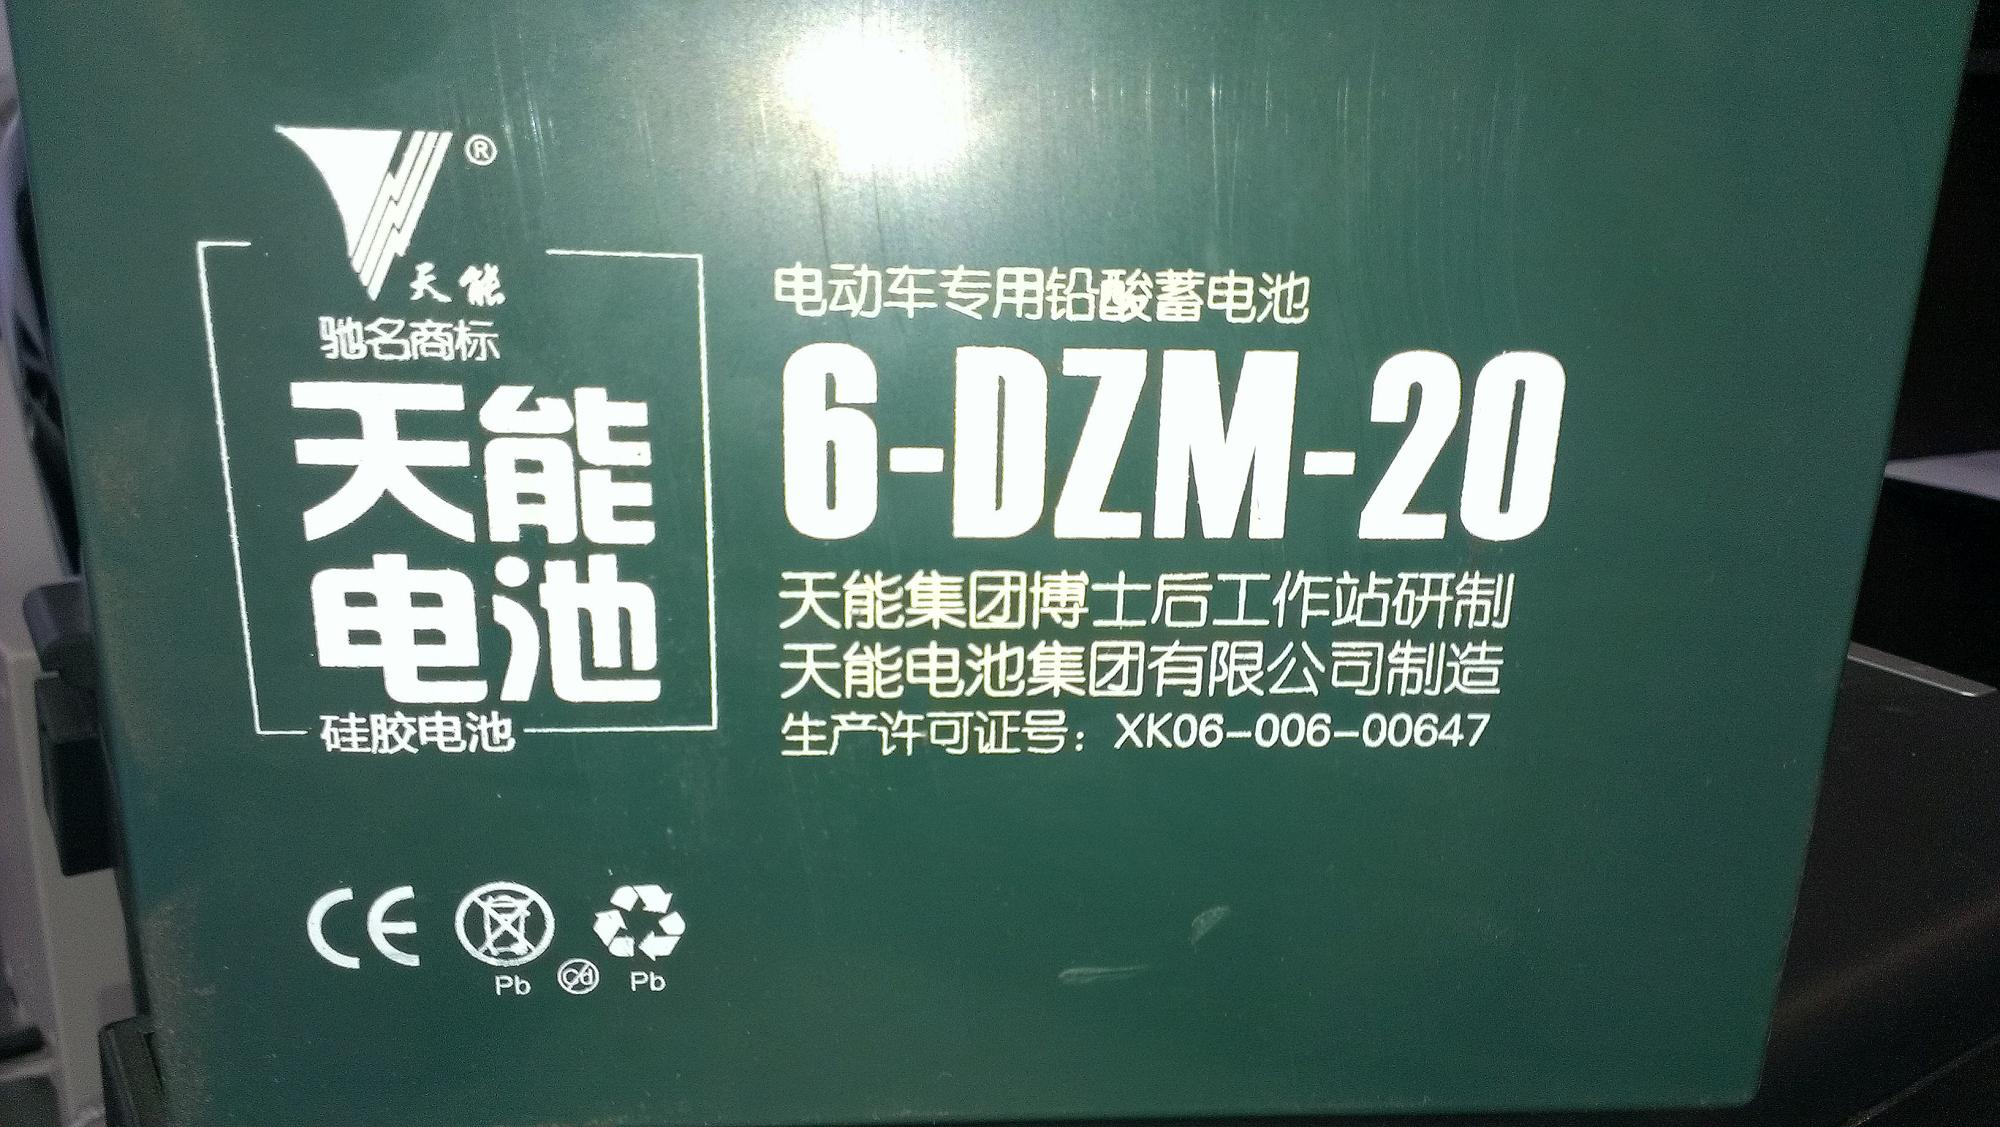 ®
天能
驰名商标
天能
电池
硅胶电池
电动车专用铅酸蓄电池
6-DZM-20
天能集团博士后工作站研制
天能电池集团有限公司制造
生产许可证号：XK06-006-00647
CE
Pb
Cd
Pb